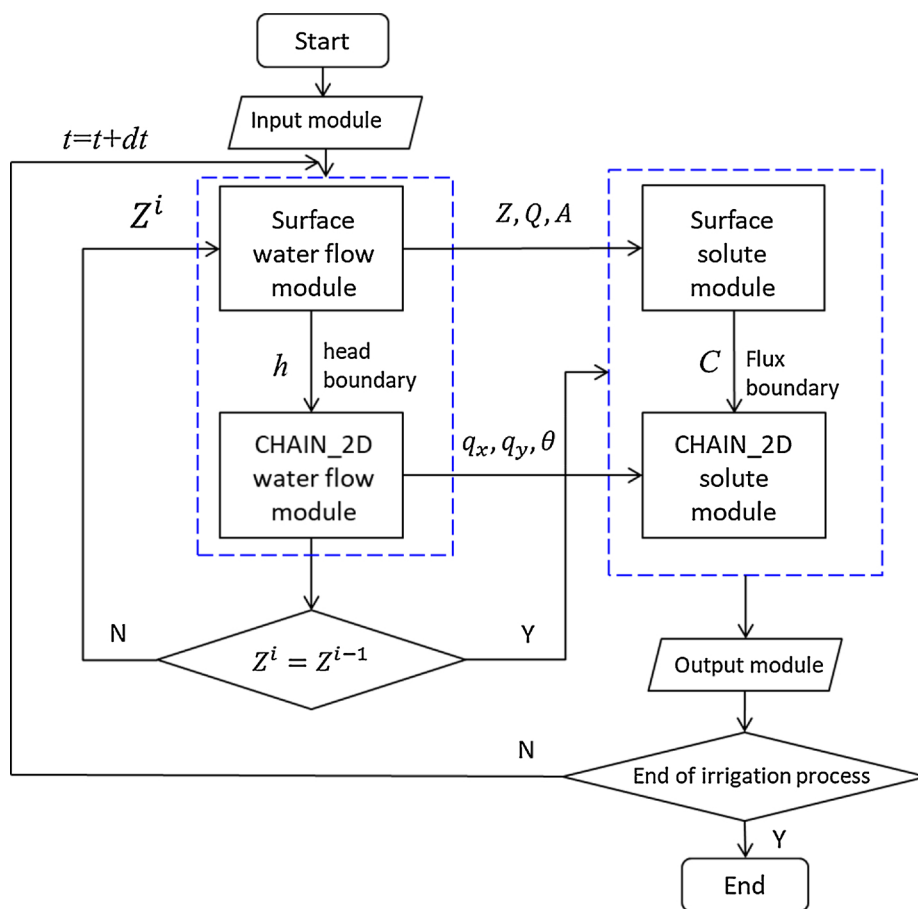 Start
Input module
t=t+dt
Z^i
Surface
water flow
module
Z, Q, A
Surface
solute
module
h
head
boundary
C
Flux
boundary
CHAIN_2D
water flow
module
q_x, q_y, θ
CHAIN_2D
solute
module
N
Z^i = Z^{i-1}
Y
Output module
N
End of irrigation process
Y
End